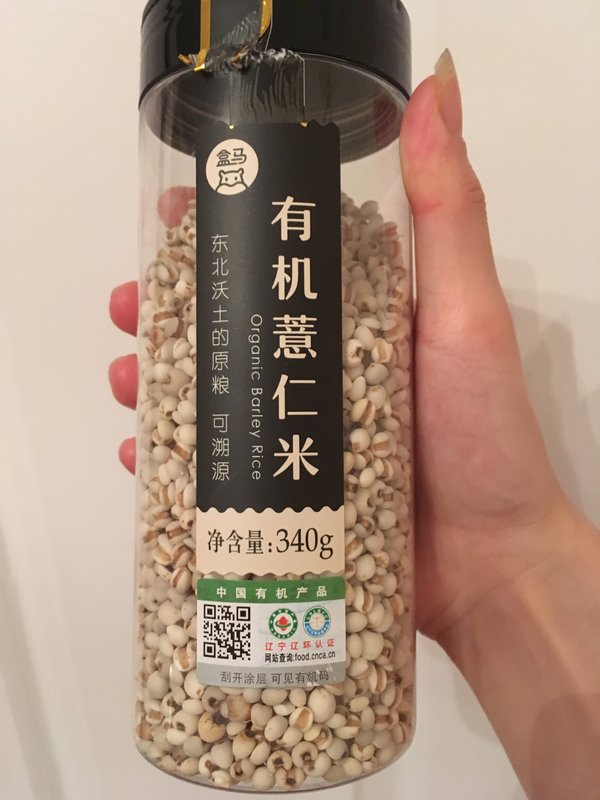 盒马
有机薏仁米
Organic Barley Rice
东北沃土的原粮 可溯源
净含量:340g
中国有机产品
辽宁辽环认证
网站查询:food.cnca.cn
刮开涂层 可见有机码